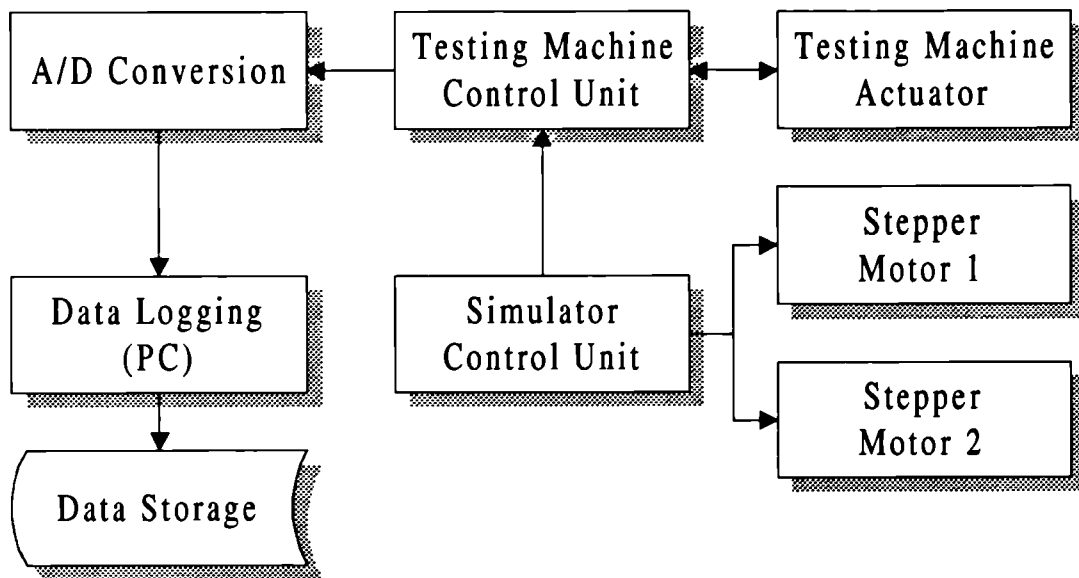 A/D Conversion
Testing Machine
Control Unit
Testing Machine
Actuator
Stepper
Motor 1
Data Logging
(PC)
Simulator
Control Unit
Stepper
Motor 2
Data Storage